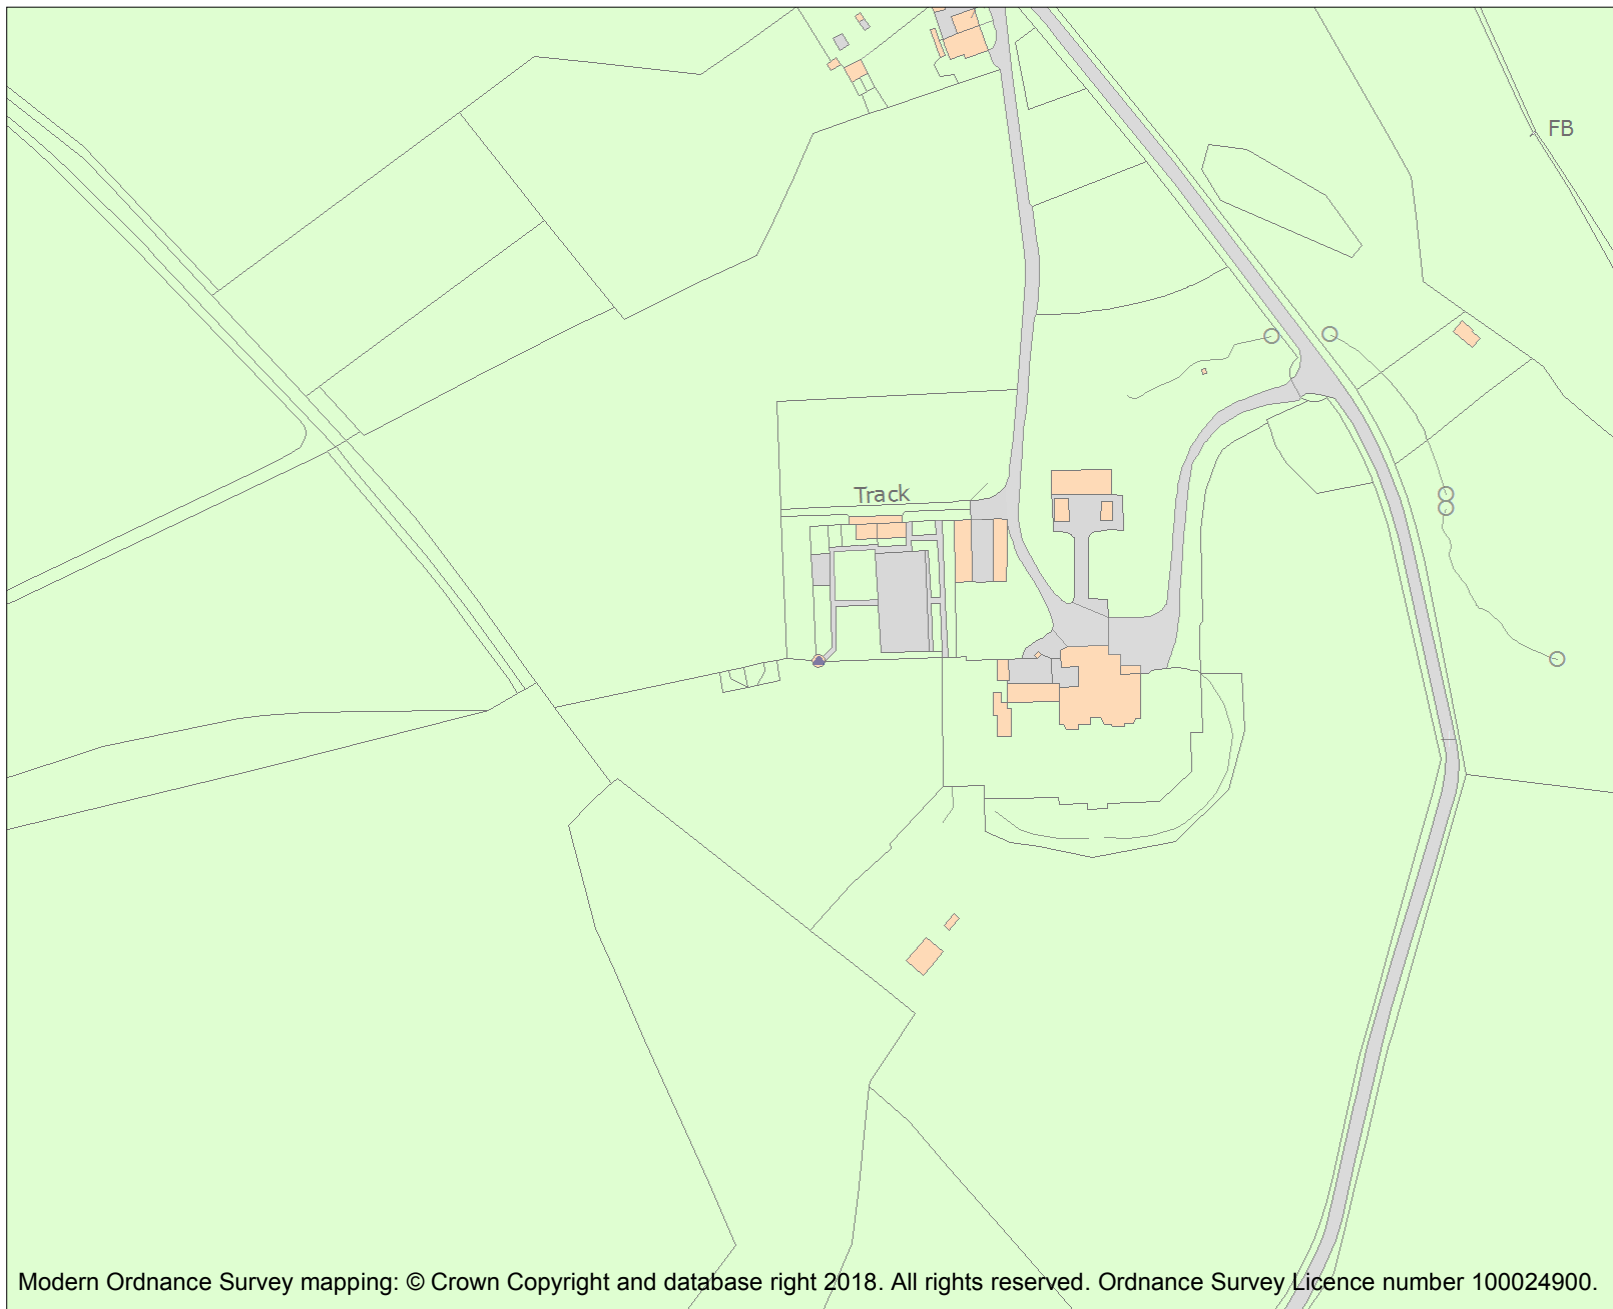 FB
Track
Modern Ordnance Survey mapping: © Crown Copyright and database right 2018. All rights reserved. Ordnance Survey Licence number 100024900.